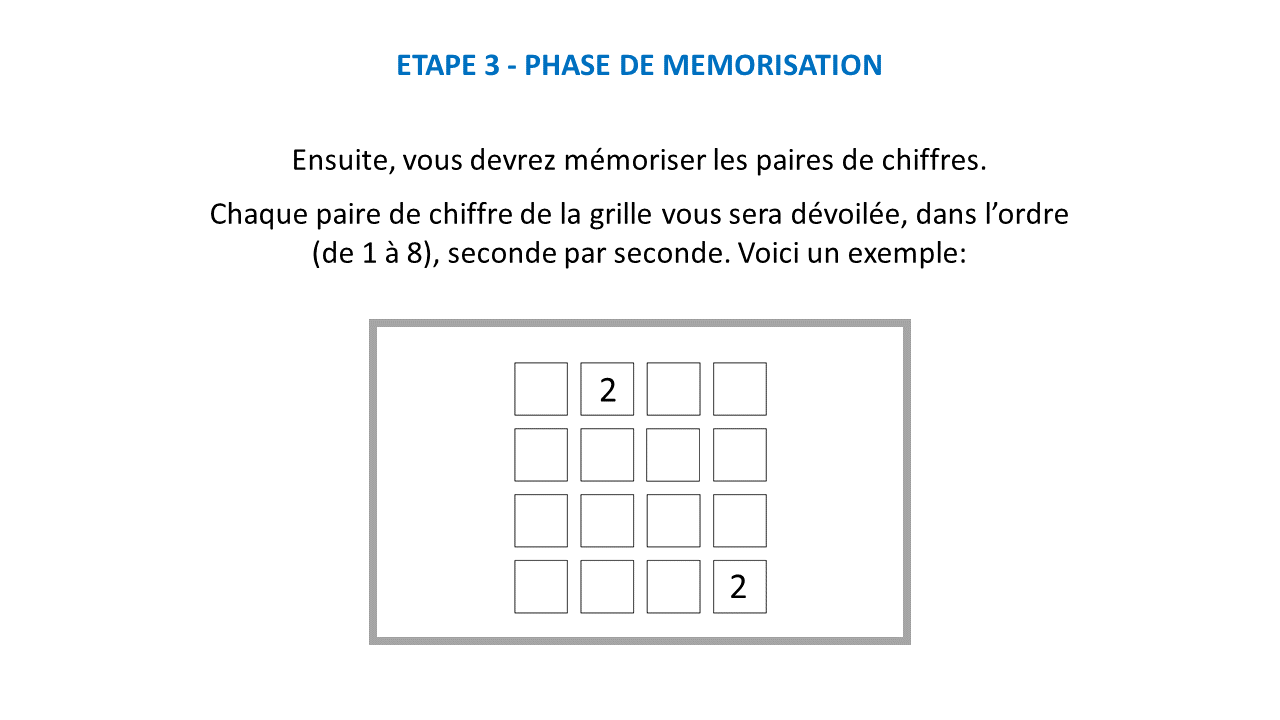 ETAPE 3 - PHASE DE MEMORISATION
Ensuite, vous devrez mémoriser les paires de chiffres.
Chaque paire de chiffre de la grille vous sera dévoilée, dans l’ordre
(de 1 à 8), seconde par seconde. Voici un exemple:
2
2